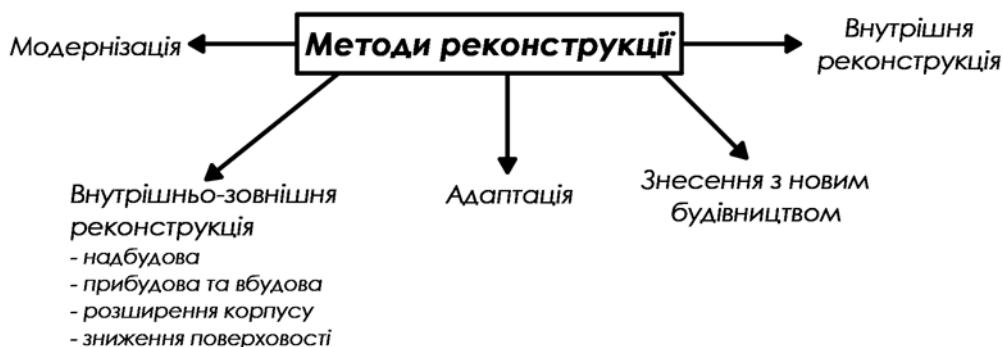 Методи реконструкції
Модернізація
Внутрішня
реконструкція
Внутрішньо-зовнішня
реконструкція
- надбудова
- прибудова та вбудова
- розширення корпусу
- зниження поверховості
Адаптація
Знесення з новим
будівництвом